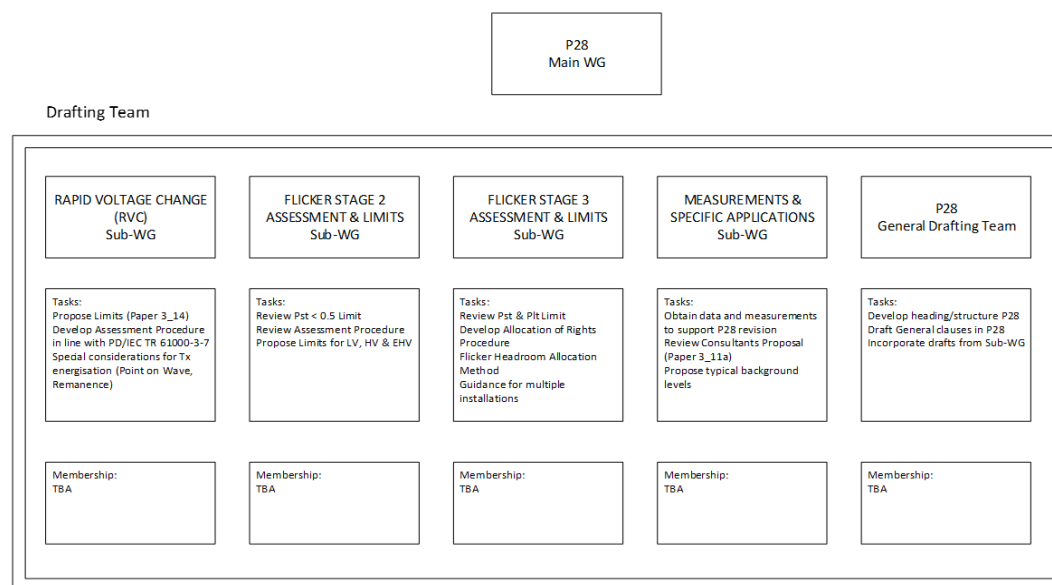 P28
Main WG
Drafting Team
RAPID VOLTAGE CHANGE
(RVC)
Sub-WG
FLICKER STAGE 2
ASSESSMENT & LIMITS
Sub-WG
FLICKER STAGE 3
ASSESSMENT & LIMITS
Sub-WG
MEASUREMENTS &
SPECIFIC APPLICATIONS
Sub-WG
P28
General Drafting Team
Tasks:
Propose Limits (Paper 3_14)
Develop Assessment Procedure
in line with PD/IEC TR 61000-3-7
Special considerations for Tx
energisation (Point on Wave,
Remanence)
Tasks:
Review Pst < 0.5 Limit
Review Assessment Procedure
Propose Limits for LV, HV & EHV
Tasks:
Review Pst & Plt Limit
Develop Allocation of Rights
Procedure
Flicker Headroom Allocation
Method
Guidance for multiple
installations
Tasks:
Obtain data and measurements
to support P28 revision
Review Consultants Proposal
(Paper 3_11a)
Propose typical background
levels
Tasks:
Develop heading/structure P28
Draft General clauses in P28
Incorporate drafts from Sub-WG
Membership:
TBA
Membership:
TBA
Membership:
TBA
Membership:
TBA
Membership:
TBA